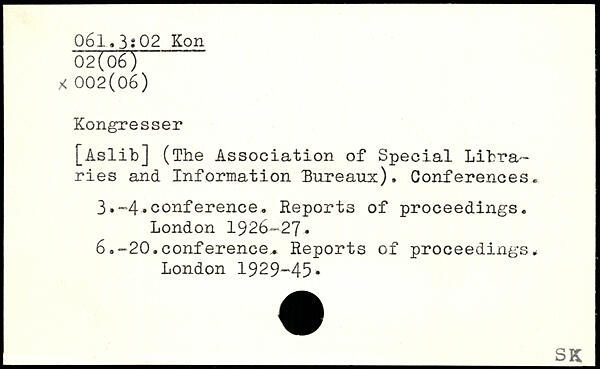 061.3:02 Kon
02(06)
x 002(06)
Kongresser
[Aslib] (The Association of Special Libra-
ries and Information Bureaux). Conferences.
3.-4.conference. Reports of proceedings.
London 1926-27.
6.-20.conference. Reports of proceedings.
London 1929-45.
SK